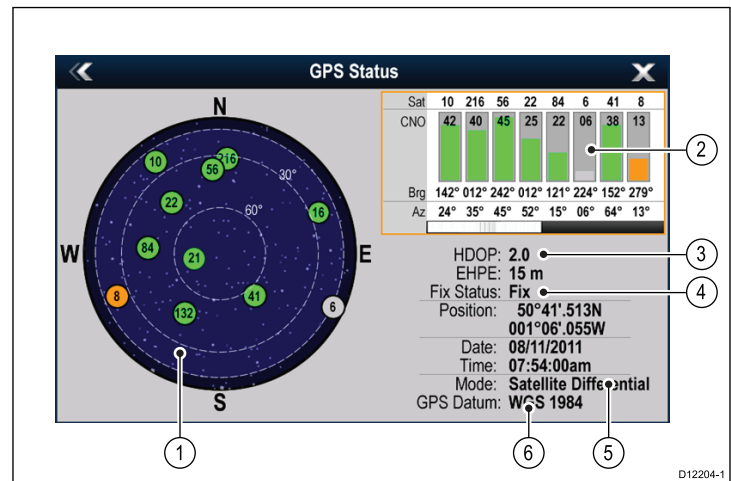 GPS Status
N
10
216
56
30°
22
60°
16
W
84
21
E
8
41
6
132
S
Sat 10 216 56 22 84 6 41 8
CNO 42 40 45 25 22 06 38 13
Brg 142° 012° 242° 012° 121° 224° 152° 279°
Az 24° 35° 45° 52° 15° 06° 64° 13°
HDOP: 2.0
EHPE: 15 m
Fix Status: Fix
Position: 50°41'.513N
001°06'.055W
Date: 08/11/2011
Time: 07:54:00am
Mode: Satellite Differential
GPS Datum: WGS 1984
2
3
4
1
6
5
D12204-1